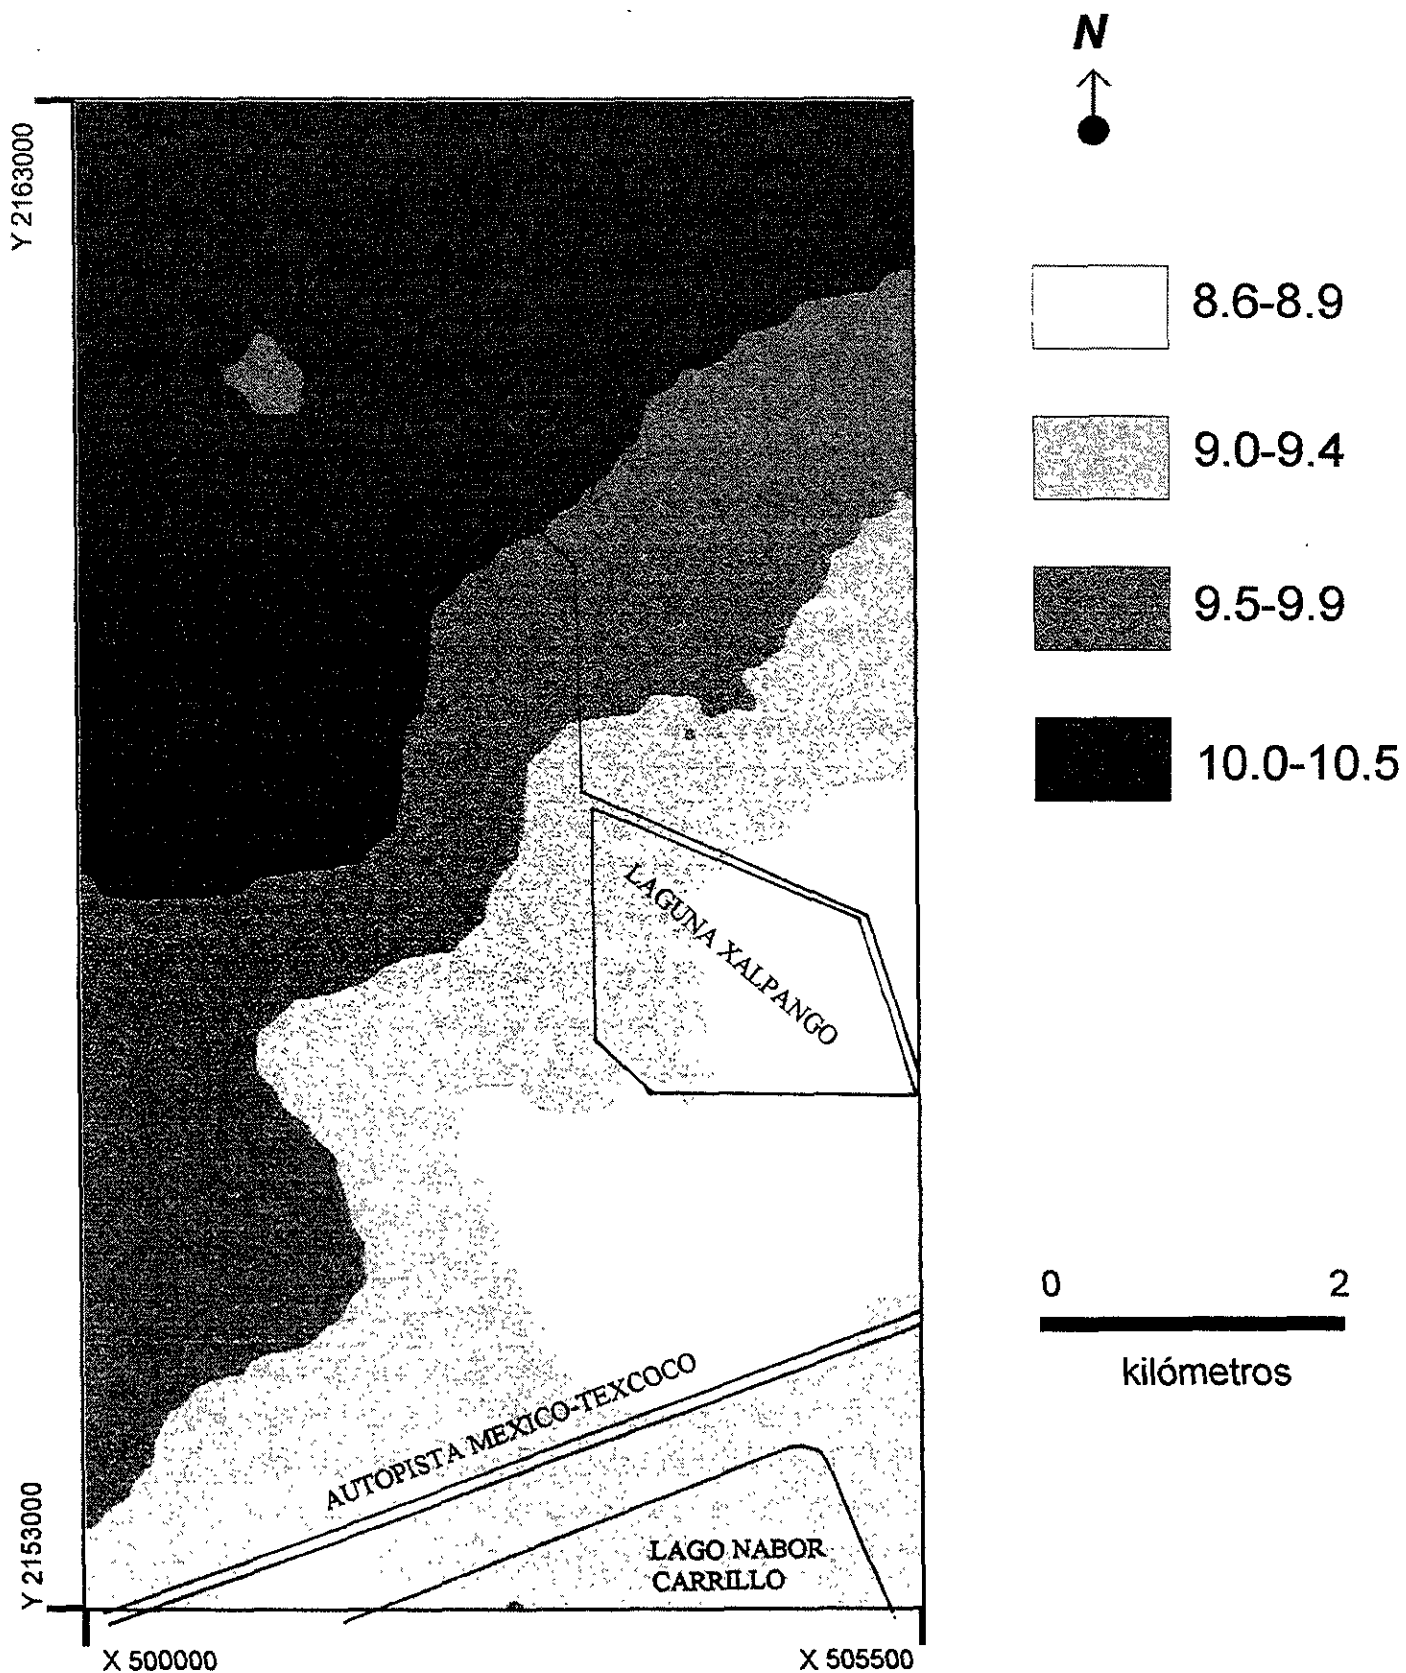 N
Y 2163000
8.6-8.9
9.0-9.4
9.5-9.9
10.0-10.5
LAGUNA XALPANGO
0 2
kilómetros
AUTOPISTA MEXICO-TEXCOCO
LAGO NABOR
CARRILLO
Y 2153000
X 500000
X 505500